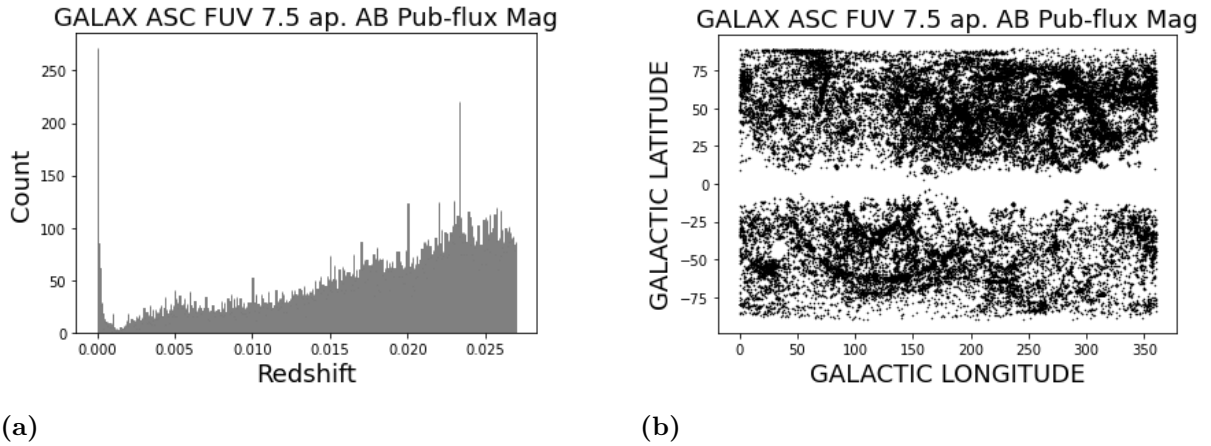 GALAX ASC FUV 7.5 ap. AB Pub-flux Mag
250
200
150
100
50
0
Count
0.000 0.005 0.010 0.015 0.020 0.025
Redshift
(a)
GALAX ASC FUV 7.5 ap. AB Pub-flux Mag
75
50
25
0
−25
−50
−75
GALACTIC LATITUDE
0 50 100 150 200 250 300 350
GALACTIC LONGITUDE
(b)